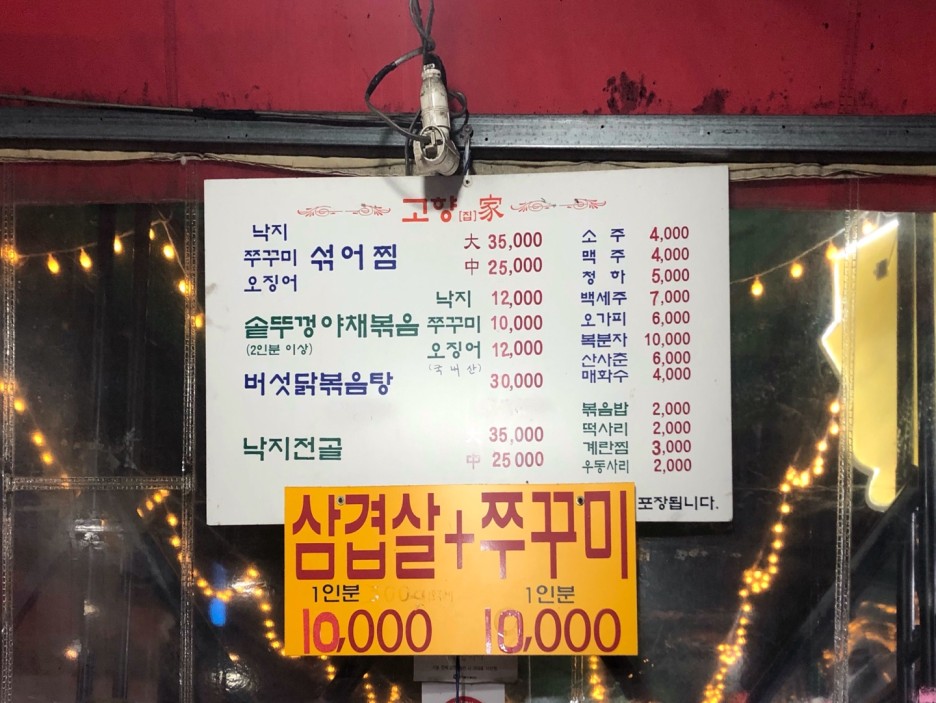 고향[집]家
낙지
쭈꾸미 섞어찜
오징어
大 35,000
中 25,000
솥뚜껑야채볶음
(2인분 이상)
낙지 12,000
쭈꾸미 10,000
오징어 12,000
(국내산)
버섯닭볶음탕 30,000
낙지전골
35,000
中 25 000
소주 4,000
맥주 4,000
청하 5,000
백세주 7,000
오가피 6,000
복분자 10,000
산사춘 6,000
매화수 4,000
볶음밥 2,000
떡사리 2,000
계란찜 3,000
우동사리 2,000
포장됩니다.
삼겹살+쭈꾸미
1인분 1인분
10,000 10,000